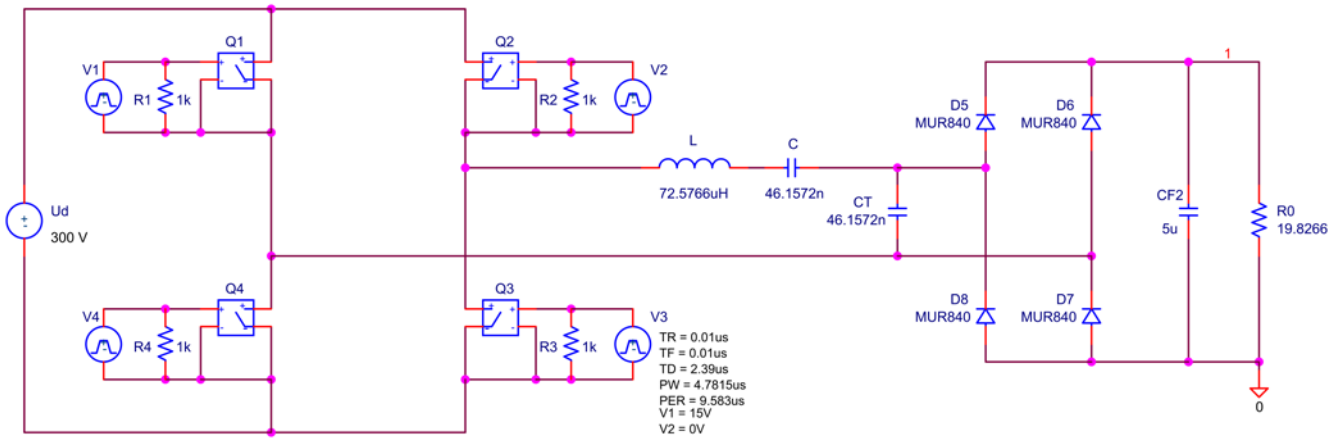 Q1
Q2
V1
R1
1k
R2
1k
V2
Ud
300 V
L
72.5766uH
C
46.1572n
CT
46.1572n
D5
MUR840
D6
MUR840
1
CF2
5u
R0
19.8266
Q4
Q3
V4
R4
1k
R3
1k
V3
TR = 0.01us
TF = 0.01us
TD = 2.39us
PW = 4.7815us
PER = 9.583us
V1 = 15V
V2 = 0V
D8
MUR840
D7
MUR840
0